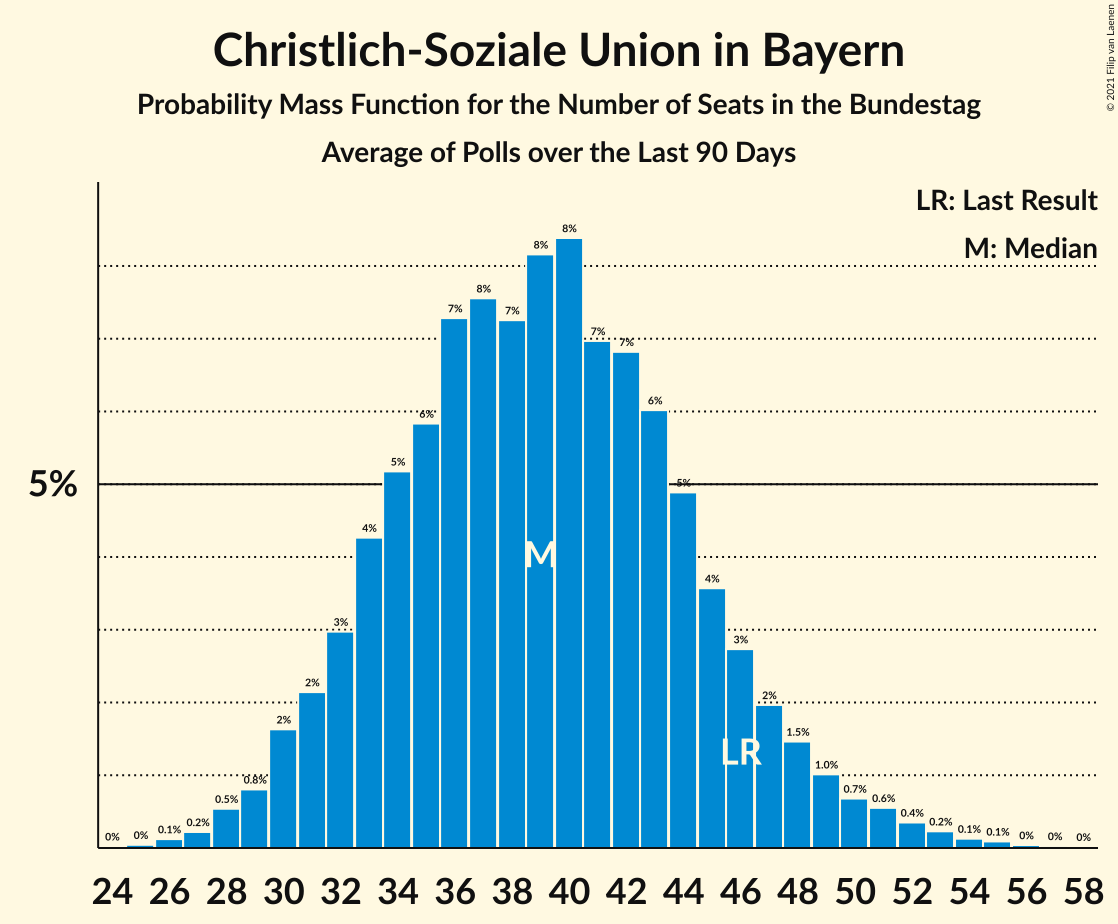 Christlich-Soziale Union in Bayern
Probability Mass Function for the Number of Seats in the Bundestag
Average of Polls over the Last 90 Days
© 2021 Filip van Laenen
LR: Last Result
M: Median
5%
0% 0% 0.1% 0.2% 0.5% 0.8% 2% 2% 3% 4% 5% 6% 7% 8% 7% 8% 8% 7% 7% 6% 5% 4% 3% 2% 1.5% 1.0% 0.7% 0.6% 0.4% 0.2% 0.1% 0.1% 0% 0% 0%
M
LR
24 26 28 30 32 34 36 38 40 42 44 46 48 50 52 54 56 58